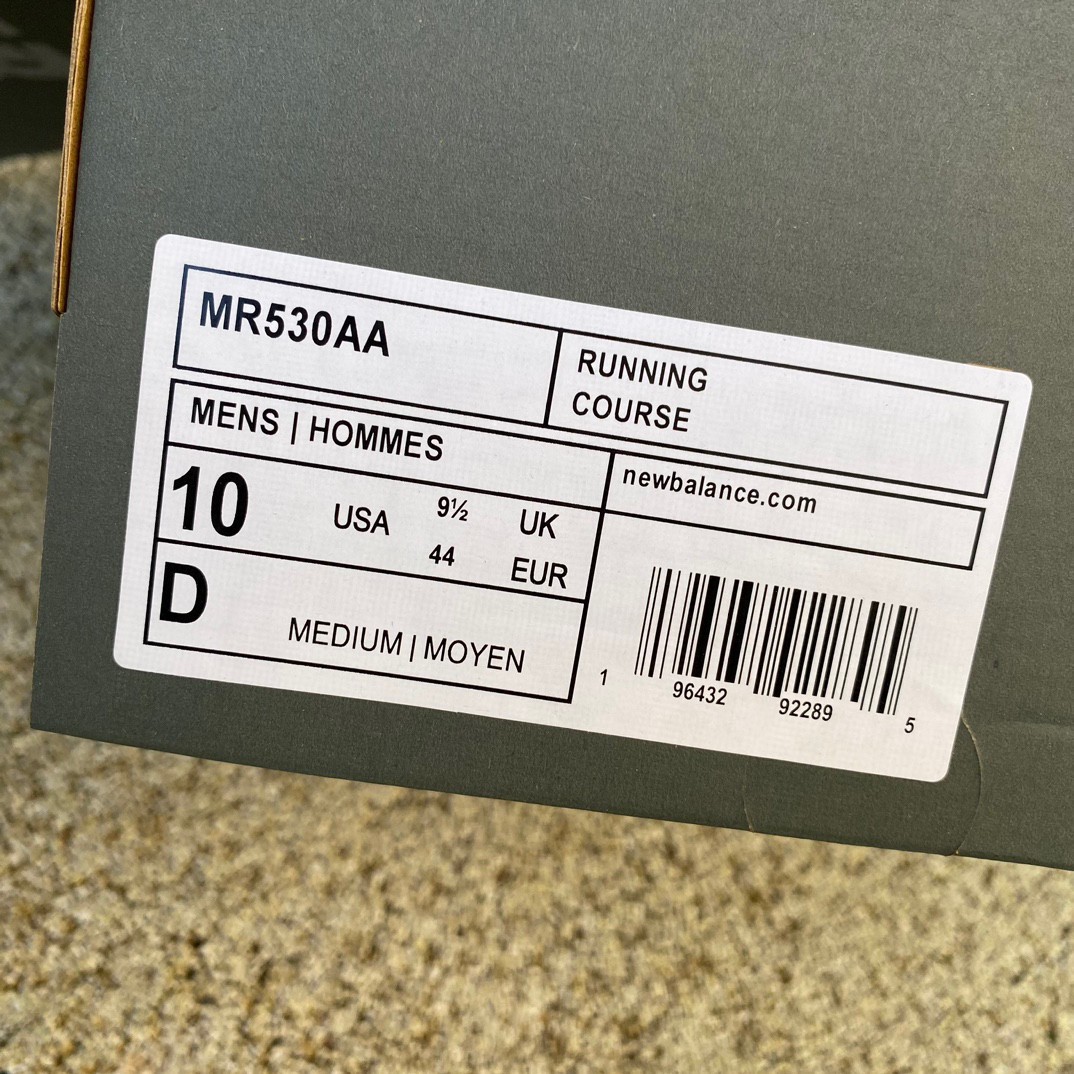 MR530AA
RUNNING
COURSE
MENS | HOMMES
newbalance.com
10 USA 9½ UK
44 EUR
D MEDIUM | MOYEN
1 96432 92289 5